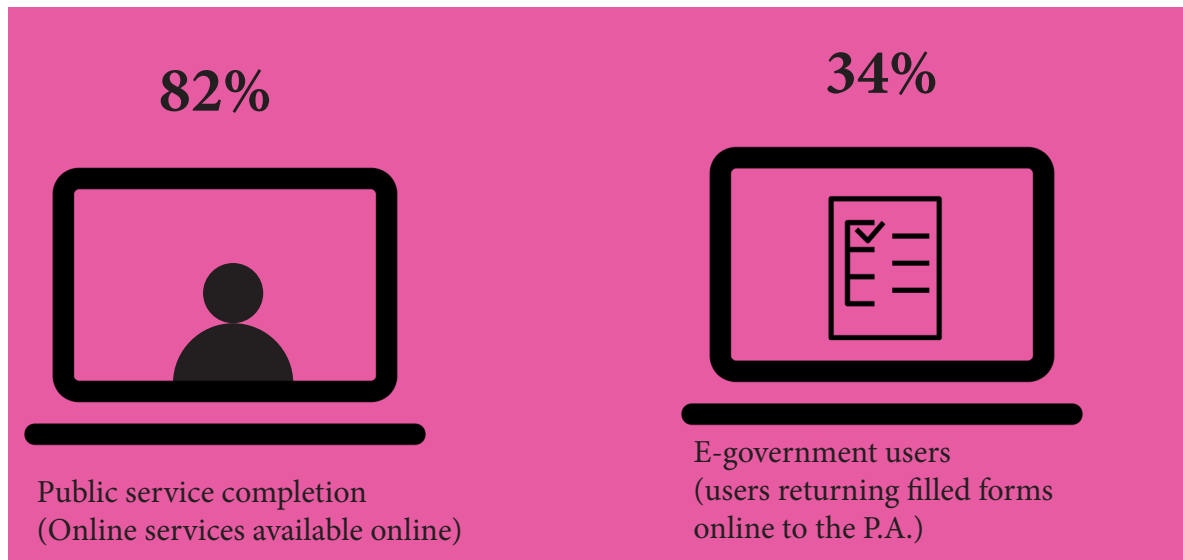 82%
Public service completion
(Online services available online)
34%
E-government users
(users returning filled forms
online to the P.A.)